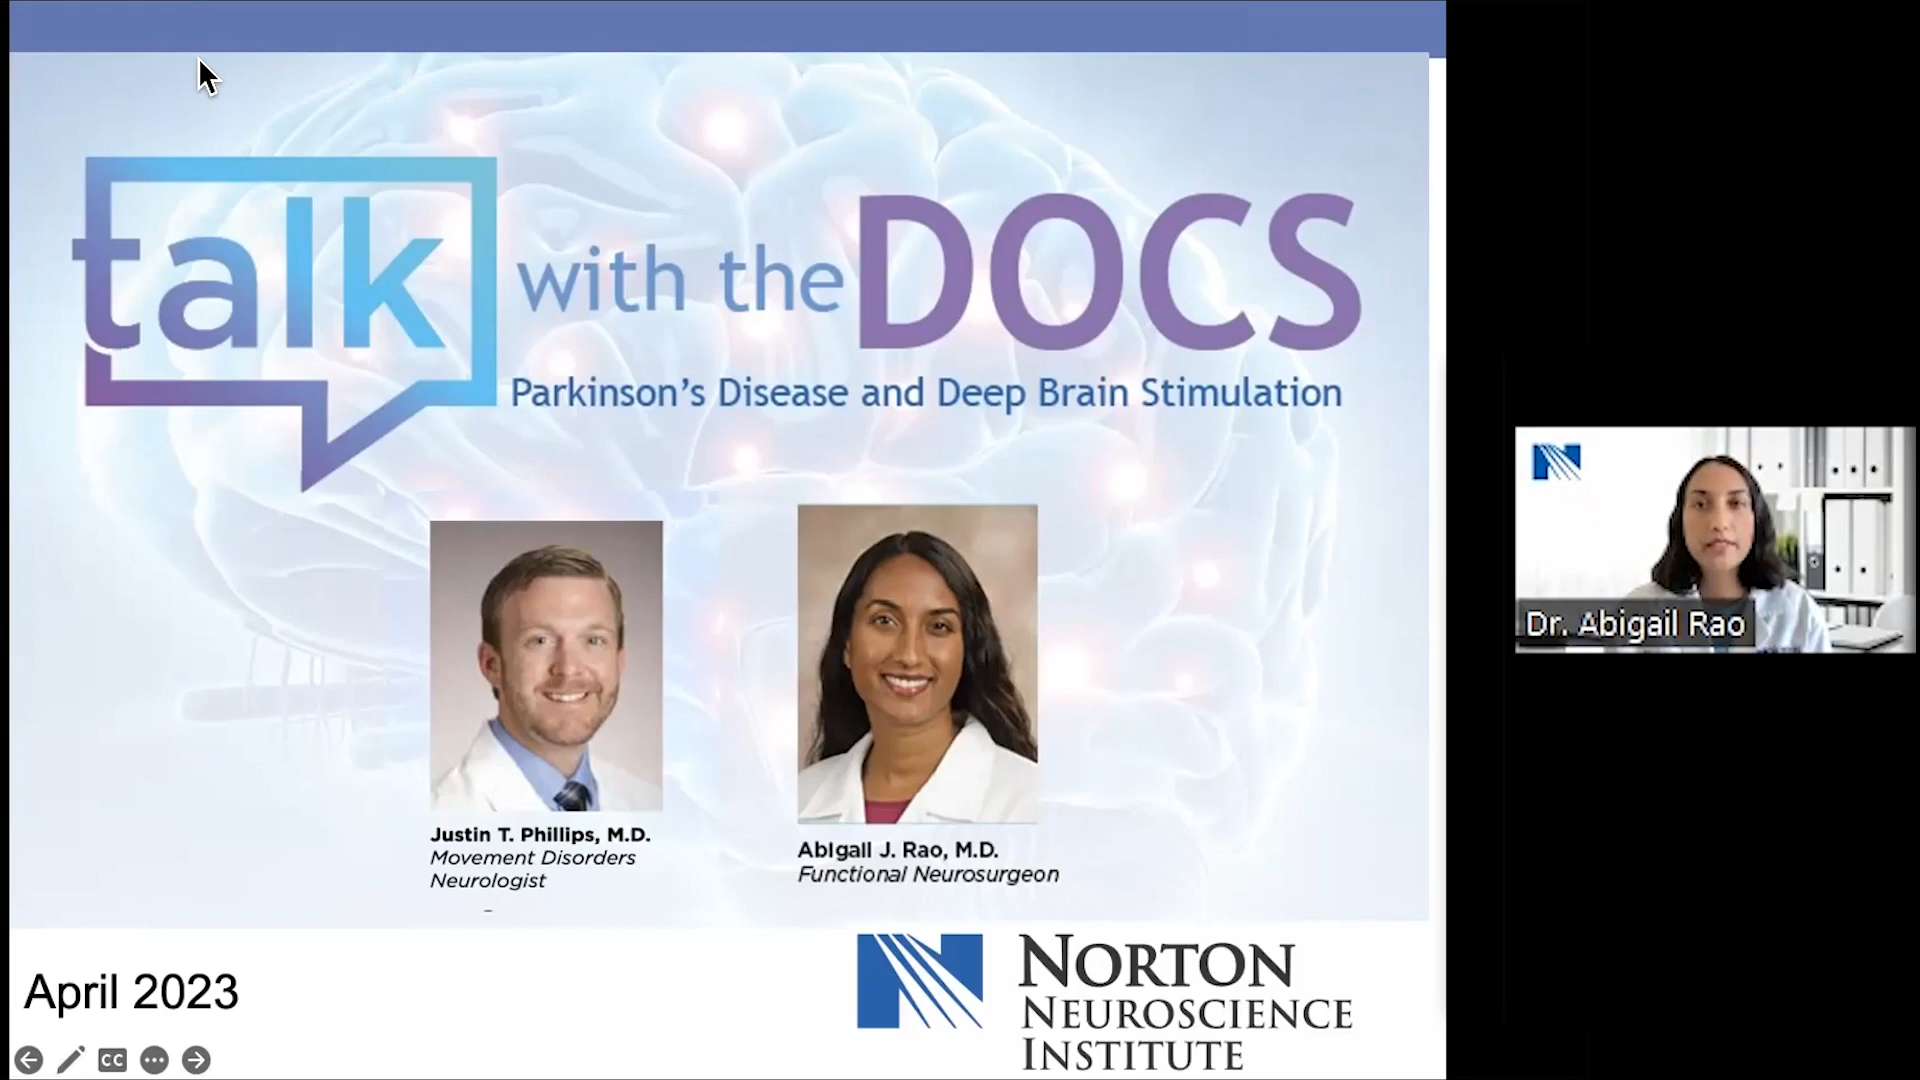 talk with the DOCS
Parkinson's Disease and Deep Brain Stimulation
Justin T. Phillips, M.D.
Movement Disorders
Neurologist
Abigail J. Rao, M.D.
Functional Neurosurgeon
April 2023
NORTON
NEUROSCIENCE
INSTITUTE
CC
Dr. Abigail Rao